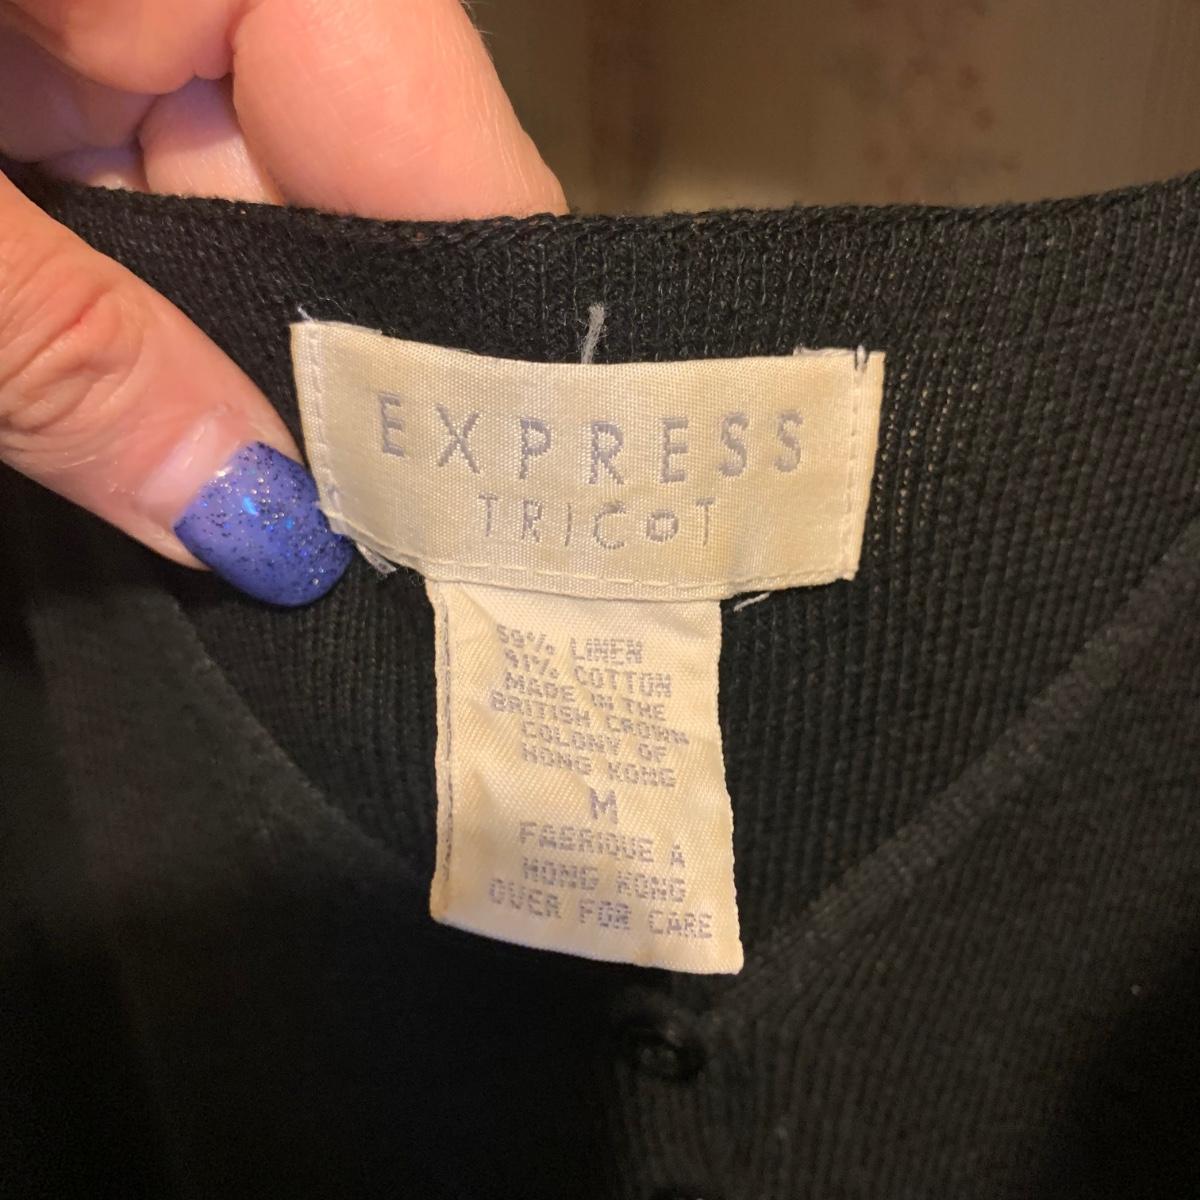 EXPRESS
TRICOT
59% LINEN
41% COTTON
MADE IN THE
BRITISH CROWN
COLONY OF
HONG KONG
M
FABRIQUE A
HONG KONG
OVER FOR CARE